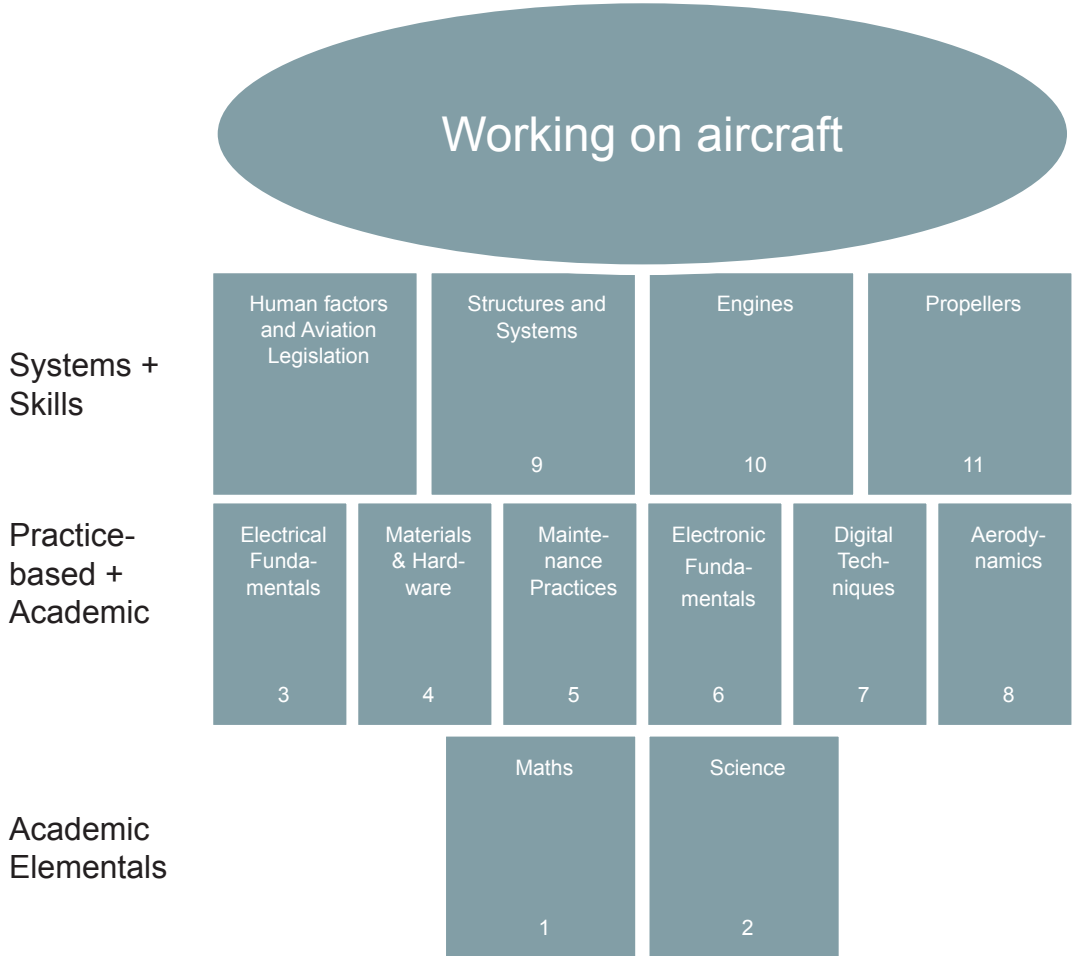 Working on aircraft
Systems +
Skills
Human factors
and Aviation
Legislation
Structures and
Systems
9
Engines
10
Propellers
11
Practice-
based +
Academic
Electrical
Funda-
mentals
3
Materials
& Hard-
ware
4
Mainte-
nance
Practices
5
Electronic
Funda-
mentals
6
Digital
Tech-
niques
7
Aerody-
namics
8
Academic
Elementals
Maths
1
Science
2